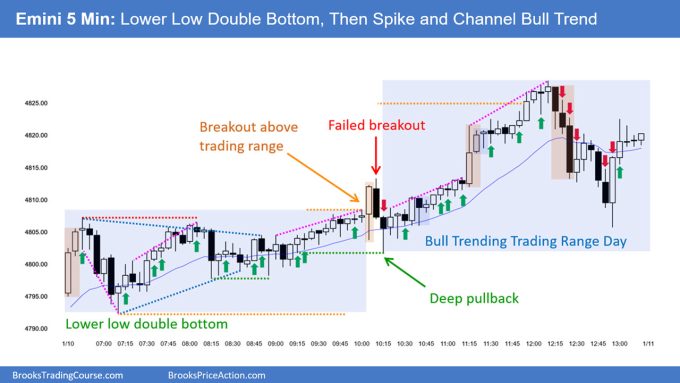 Emini 5 Min: Lower Low Double Bottom, Then Spike and Channel Bull Trend
4825.00
4820.00
4815.00
4810.00
4805.00
4800.00
4795.00
4790.00
Breakout above
trading range
Failed breakout
Bull Trending Trading Range Day
Deep pullback
Lower low double bottom
1/10 07:00 07:15 07:30 07:45 08:00 08:15 08:30 08:45 09:00 09:15 09:30 09:45 10:00 10:15 10:30 10:45 11:00 11:15 11:30 11:45 12:00 12:15 12:30 12:45 13:00 1/11
BrooksTradingCourse.com BrooksPriceAction.com